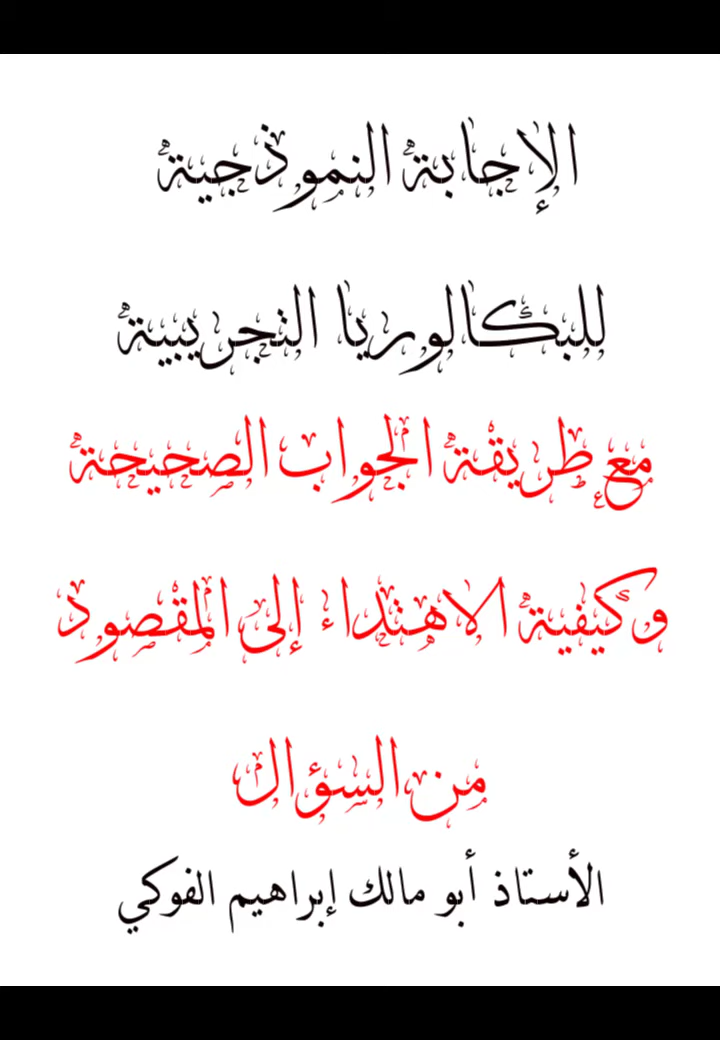 الإجابة النموذجية
للبكالوريا التجريبية
مع طريقة الجواب الصحيحة
وكيفية الاهتداء إلى المقصود
من السؤال
الأستاذ أبو مالك إبراهيم الفوكي